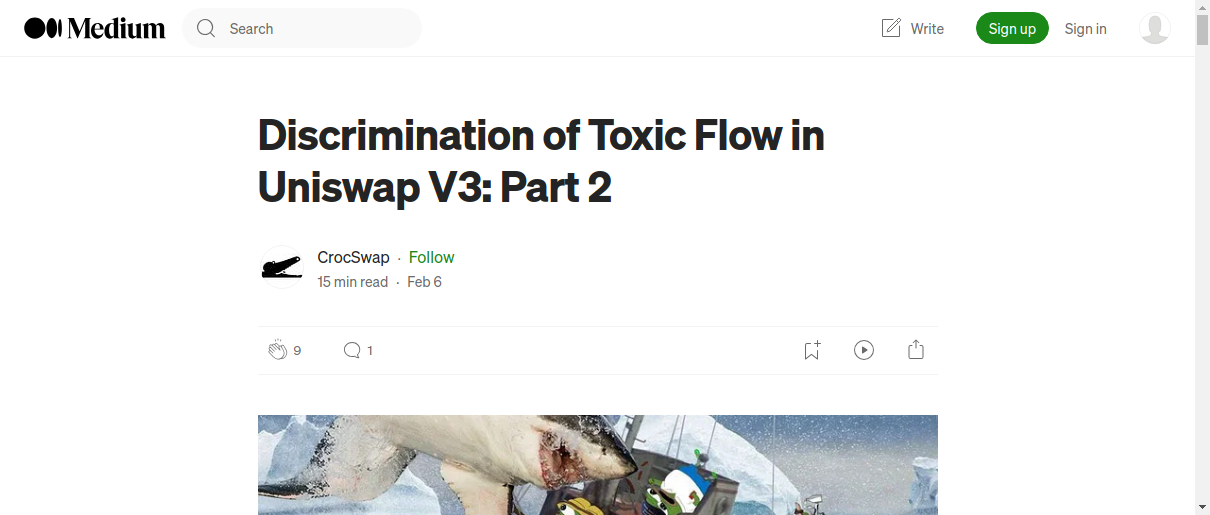 Medium
Search
Write
Sign up
Sign in
Discrimination of Toxic Flow in
Uniswap V3: Part 2
CrocSwap · Follow
15 min read · Feb 6
9
1